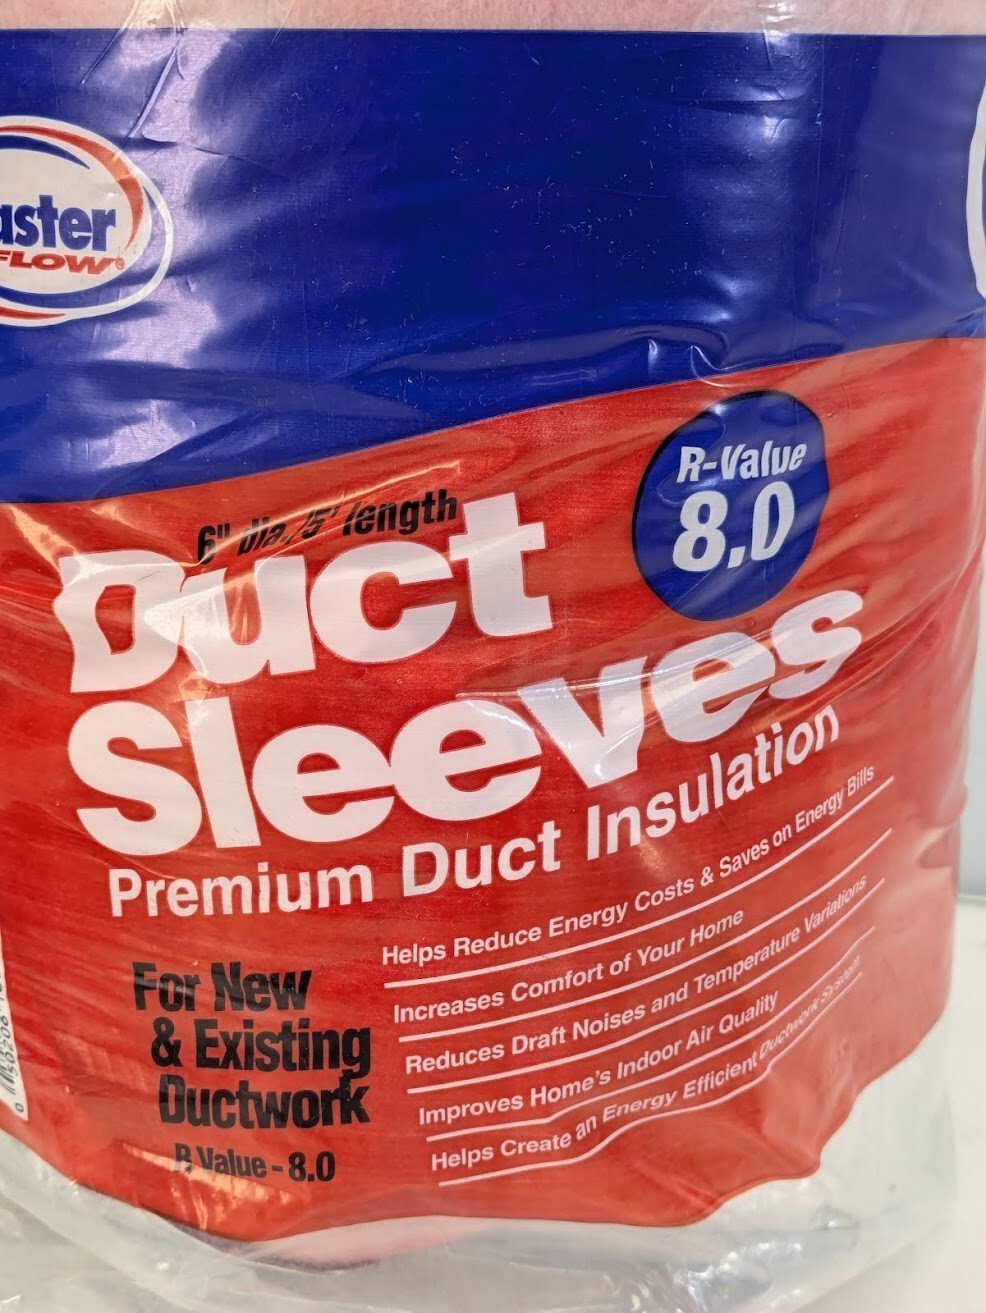 aster
FLOW®
R-Value
8.0
6" dia./5' length
Duct
Sleeves
Premium Duct Insulation
Helps Reduce Energy Costs & Saves on Energy Bills
Increases Comfort of Your Home
Reduces Draft Noises and Temperature Variations
Improves Home's Indoor Air Quality
Helps Create an Energy Efficient Ductwork System
For New
& Existing
Ductwork
R Value - 8.0